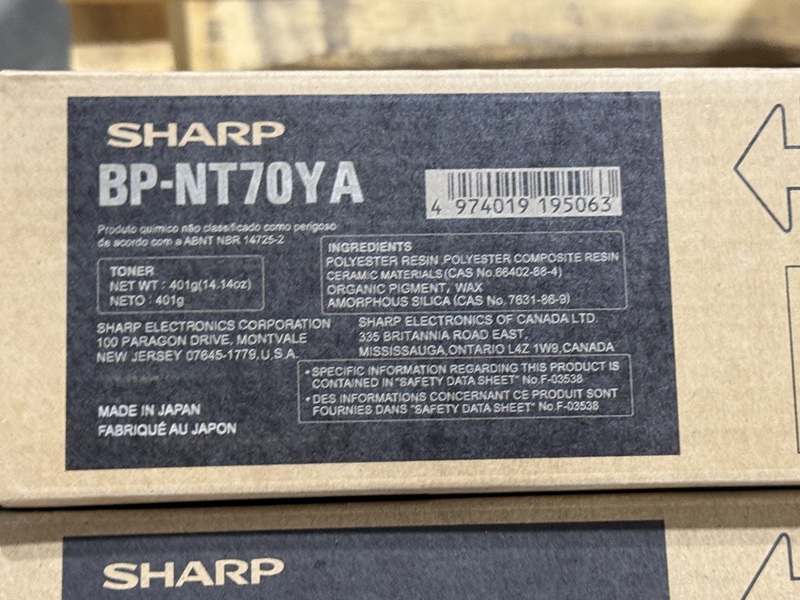 SHARP
BP-NT70YA
4 974019 195063
Produto químico não classificado como perigoso
de acordo com a ABNT NBR 14725-2
TONER
NET WT : 401g(14.14oz)
NETO : 401g
INGREDIENTS
POLYESTER RESIN, POLYESTER COMPOSITE RESIN
CERAMIC MATERIALS (CAS No.66402-68-4)
ORGANIC PIGMENT, WAX
AMORPHOUS SILICA (CAS No. 7631-86-9)
SHARP ELECTRONICS CORPORATION
100 PARAGON DRIVE, MONTVALE
NEW JERSEY 07645-1779, U.S.A.
SHARP ELECTRONICS OF CANADA LTD.
335 BRITANNIA ROAD EAST,
MISSISSAUGA, ONTARIO L4Z 1W9, CANADA
•SPECIFIC INFORMATION REGARDING THIS PRODUCT IS
CONTAINED IN "SAFETY DATA SHEET" No.F-03538
•DES INFORMATIONS CONCERNANT CE PRODUIT SONT
FOURNIES DANS "SAFETY DATA SHEET" No.F-03538
MADE IN JAPAN
FABRIQUÉ AU JAPON
SHARP